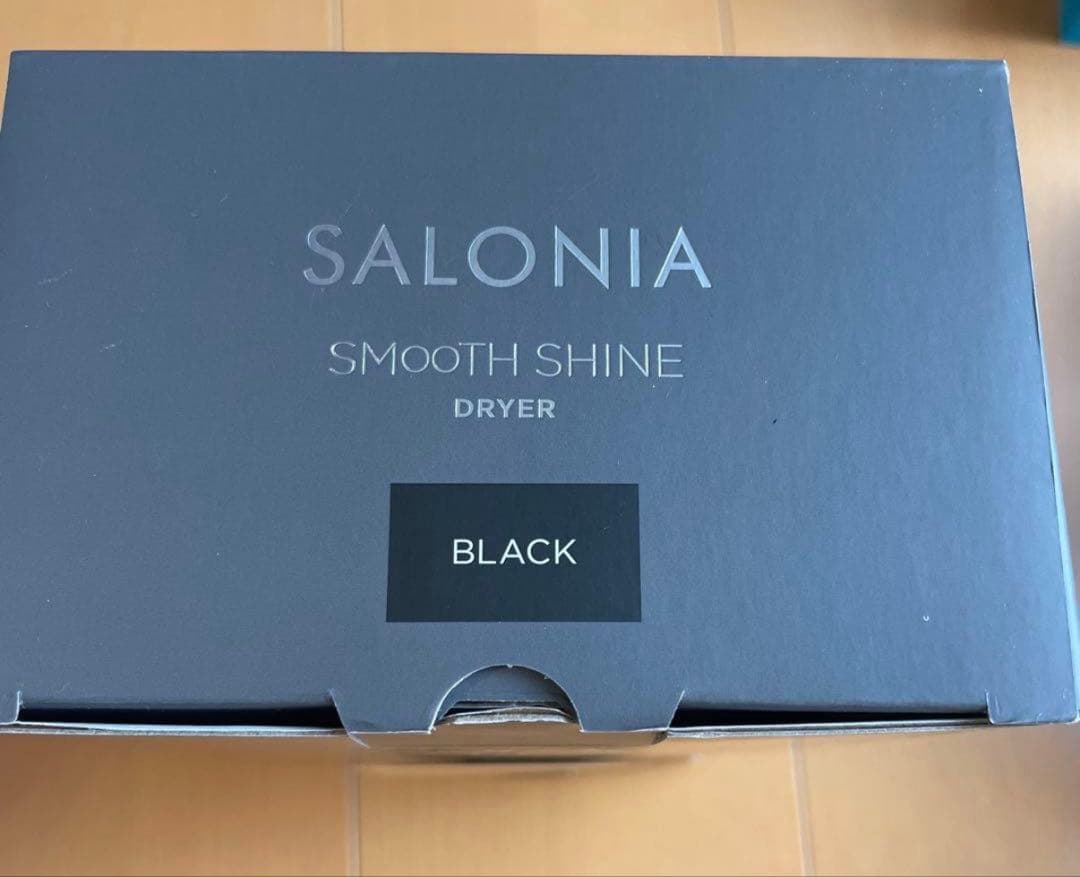 SALONIA
SMOOTH SHINE
DRYER
BLACK